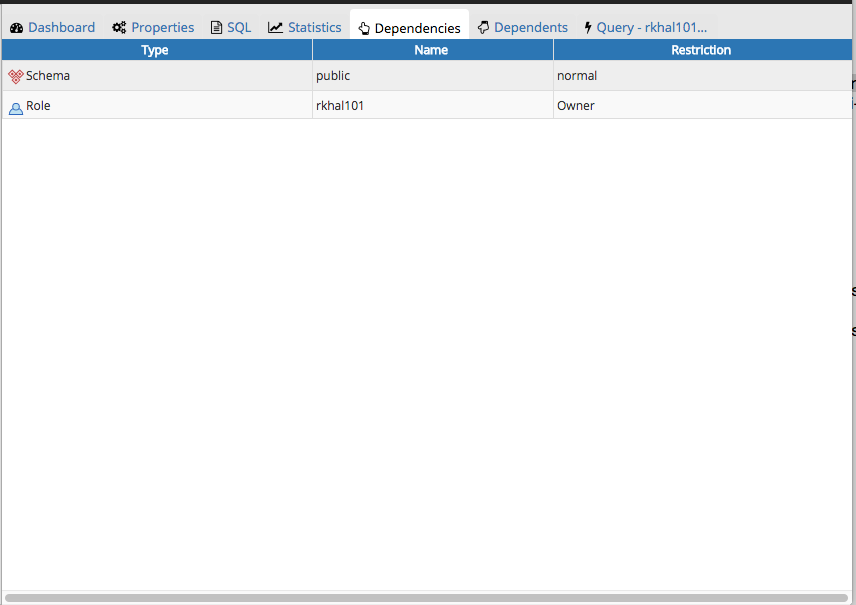 Dashboard Properties SQL Statistics Dependencies Dependents Query - rkhal101...
Type Name Restriction
Schema public normal
Role rkhal101 Owner